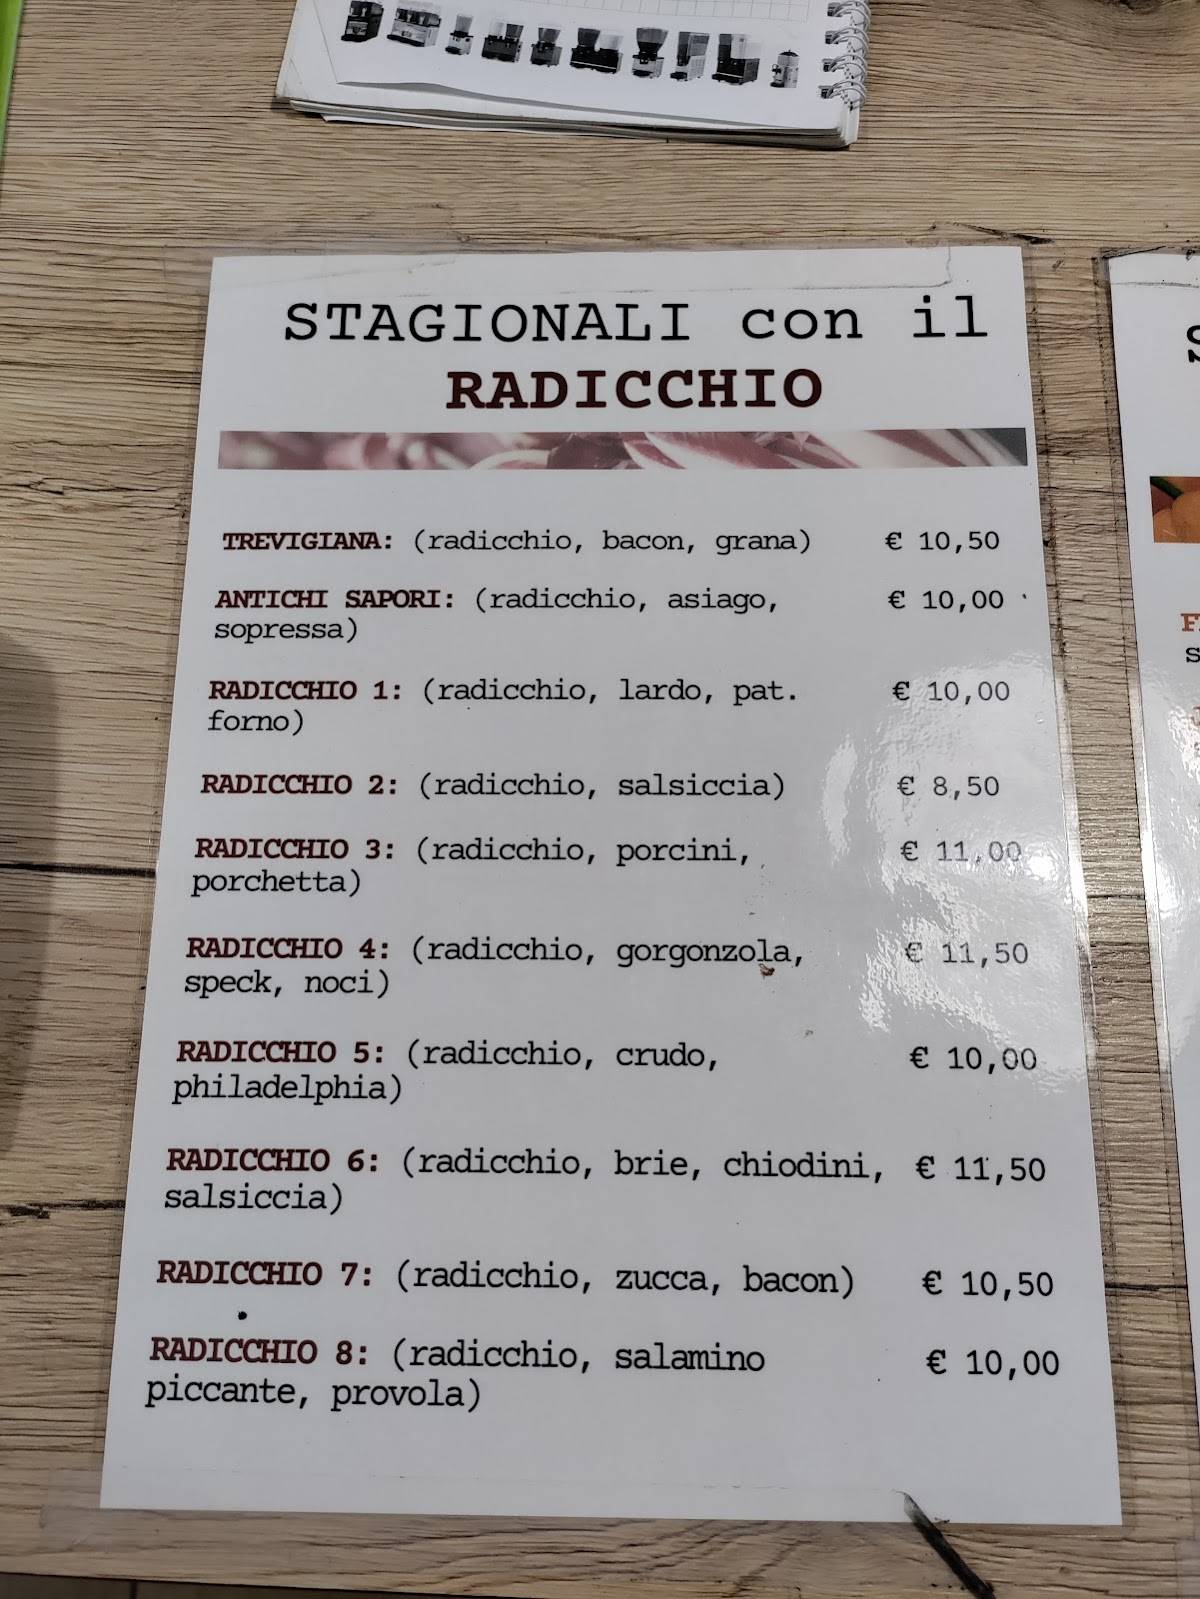 STAGIONALI con il
RADICCHIO
TREVIGIANA: (radicchio, bacon, grana) € 10,50
ANTICHI SAPORI: (radicchio, asiago, € 10,00
sopressa)
RADICCHIO 1: (radicchio, lardo, pat. € 10,00
forno)
RADICCHIO 2: (radicchio, salsiccia) € 8,50
RADICCHIO 3: (radicchio, porcini, € 11,00
porchetta)
RADICCHIO 4: (radicchio, gorgonzola, € 11,50
speck, noci)
RADICCHIO 5: (radicchio, crudo, € 10,00
philadelphia)
RADICCHIO 6: (radicchio, brie, chiodini, € 11,50
salsiccia)
RADICCHIO 7: (radicchio, zucca, bacon) € 10,50
RADICCHIO 8: (radicchio, salamino € 10,00
piccante, provola)